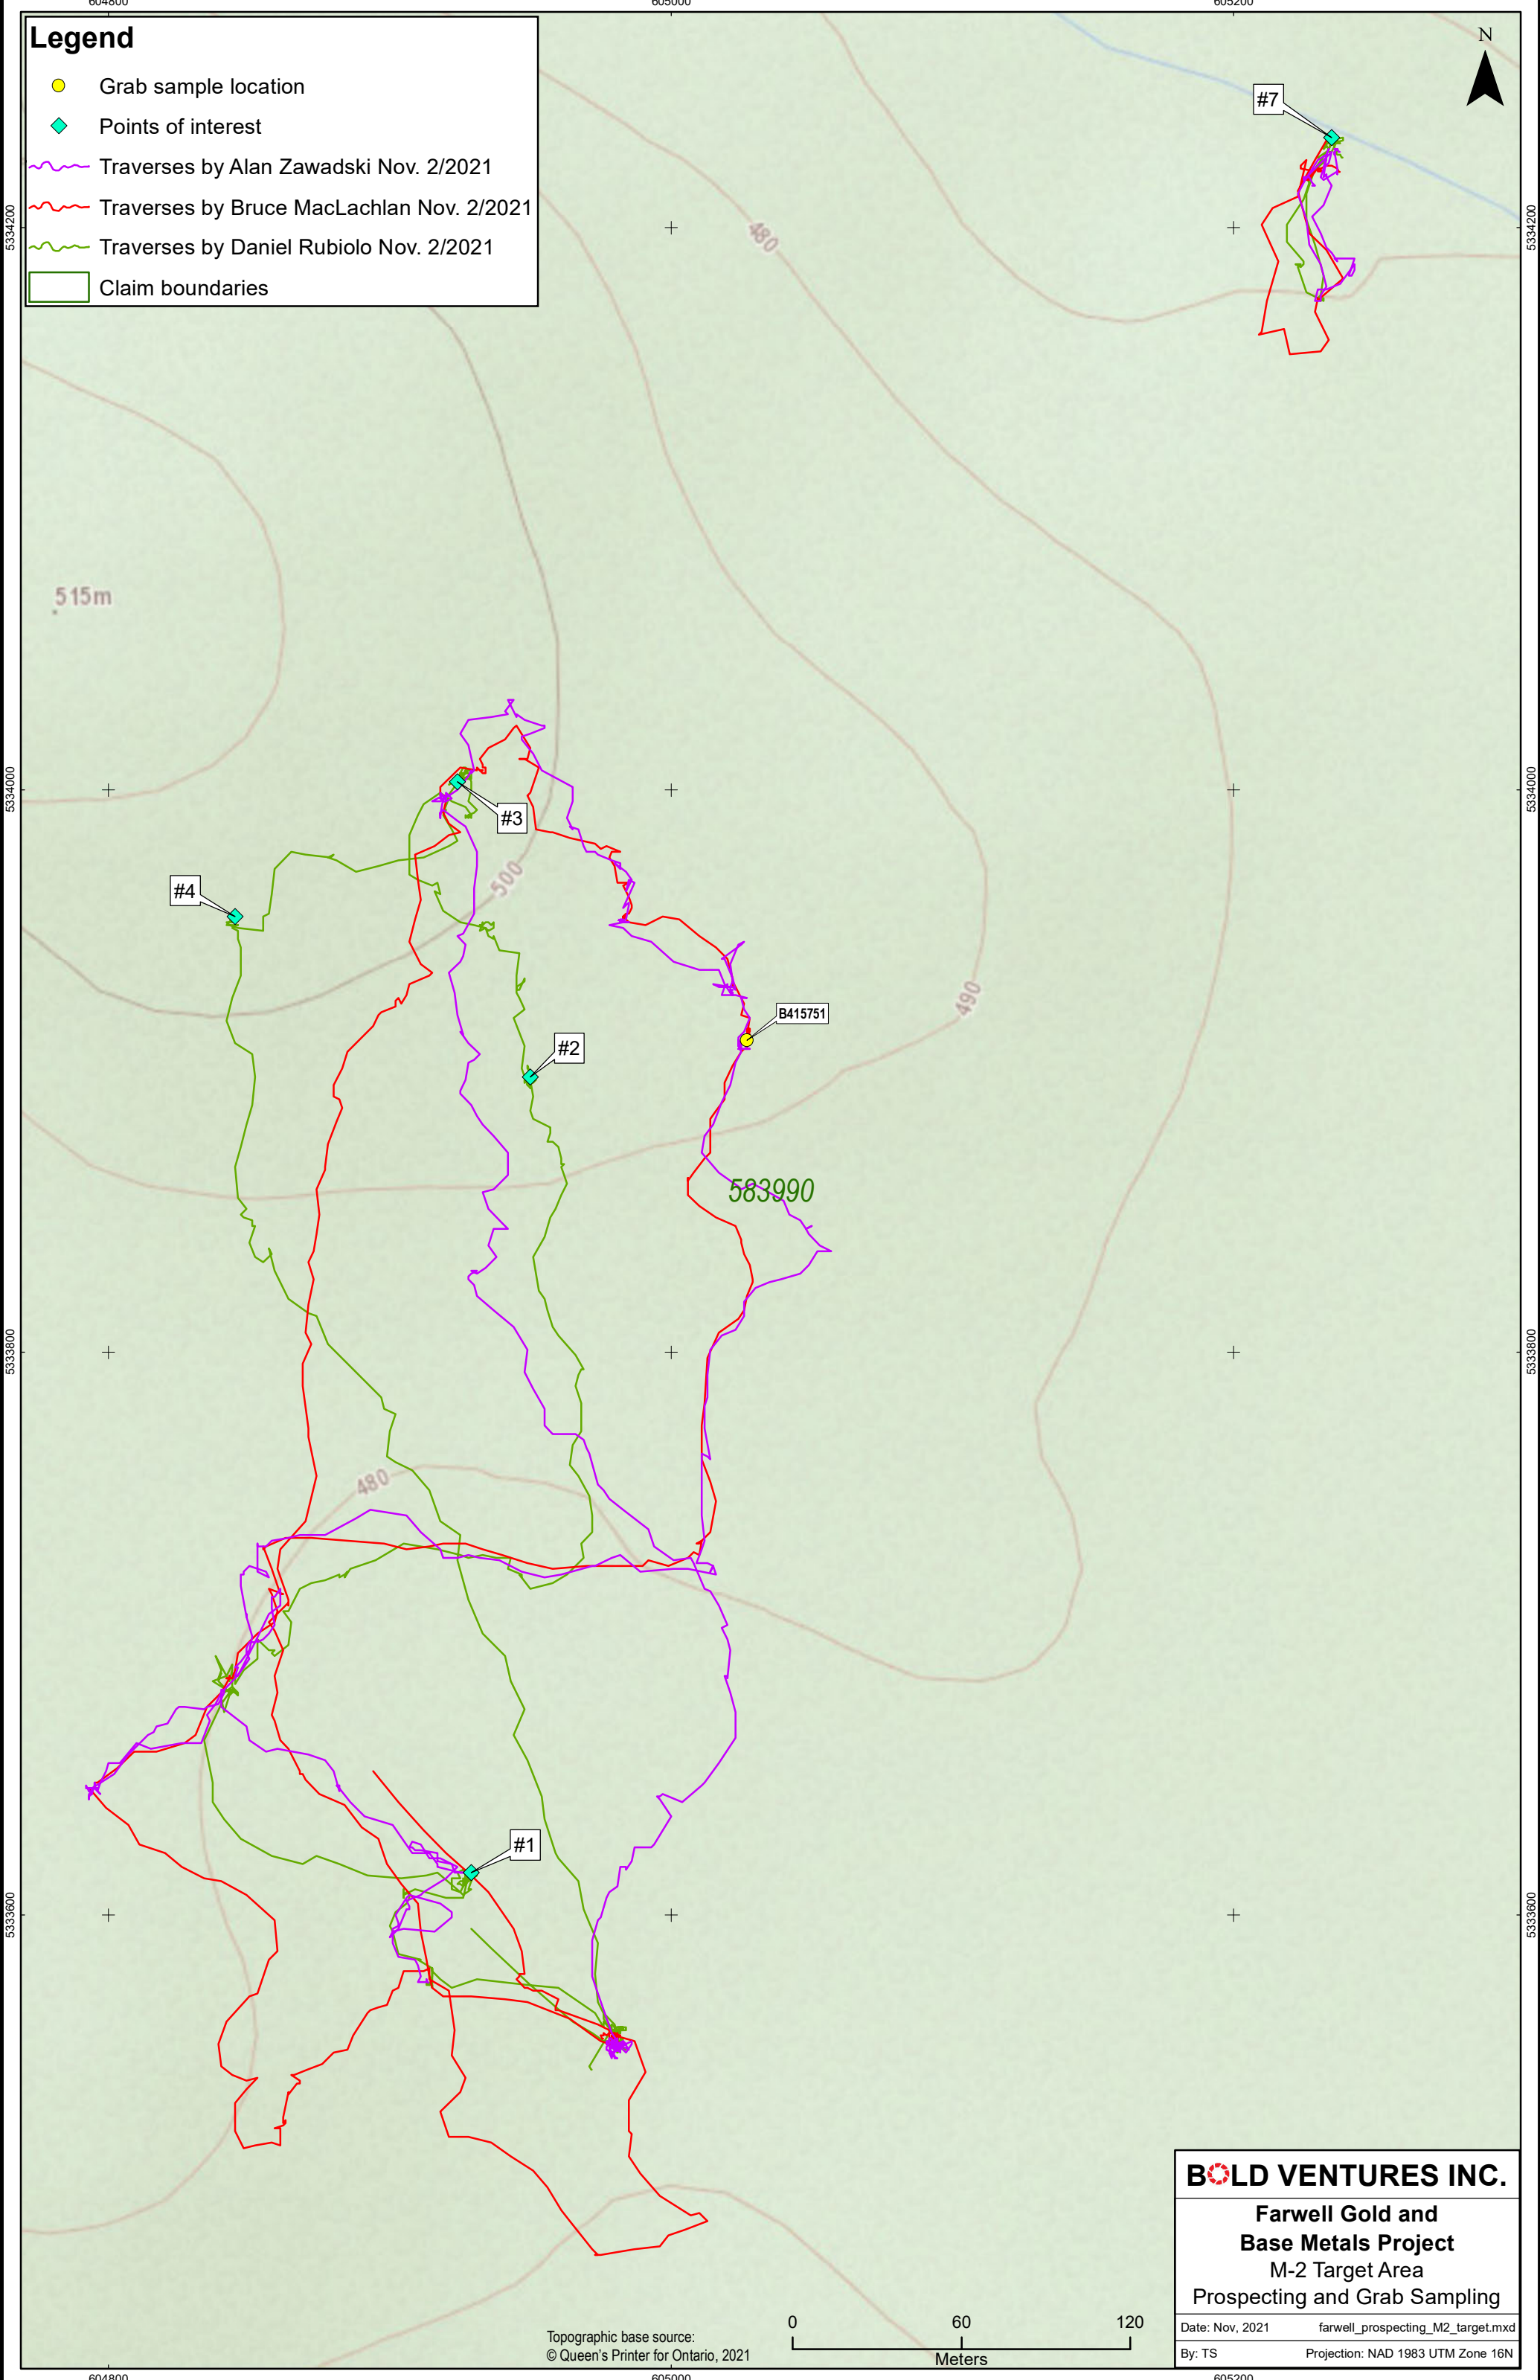 604800
605000
605200
Legend
Grab sample location
Points of interest
Traverses by Alan Zawadski Nov. 2/2021
Traverses by Bruce MacLachlan Nov. 2/2021
Traverses by Daniel Rubiolo Nov. 2/2021
Claim boundaries
N
#7
5334200
5334200
480
515m
5334000
5334000
#3
500
#4
490
B415751
#2
583990
5333800
5333800
480
#1
5333600
5333600
BOLD VENTURES INC.
Farwell Gold and
Base Metals Project
M-2 Target Area
Prospecting and Grab Sampling
Date: Nov, 2021 farwell_prospecting_M2_target.mxd
By: TS Projection: NAD 1983 UTM Zone 16N
0 60 120
Meters
Topographic base source:
© Queen's Printer for Ontario, 2021
604800
605000
605200